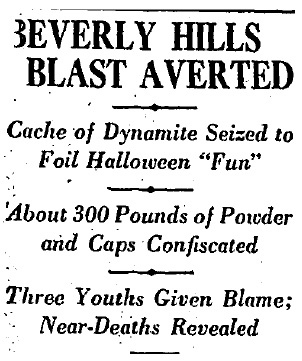 BEVERLY HILLS
BLAST AVERTED
Cache of Dynamite Seized to
Foil Halloween "Fun"
About 300 Pounds of Powder
and Caps Confiscated
Three Youths Given Blame;
Near-Deaths Revealed